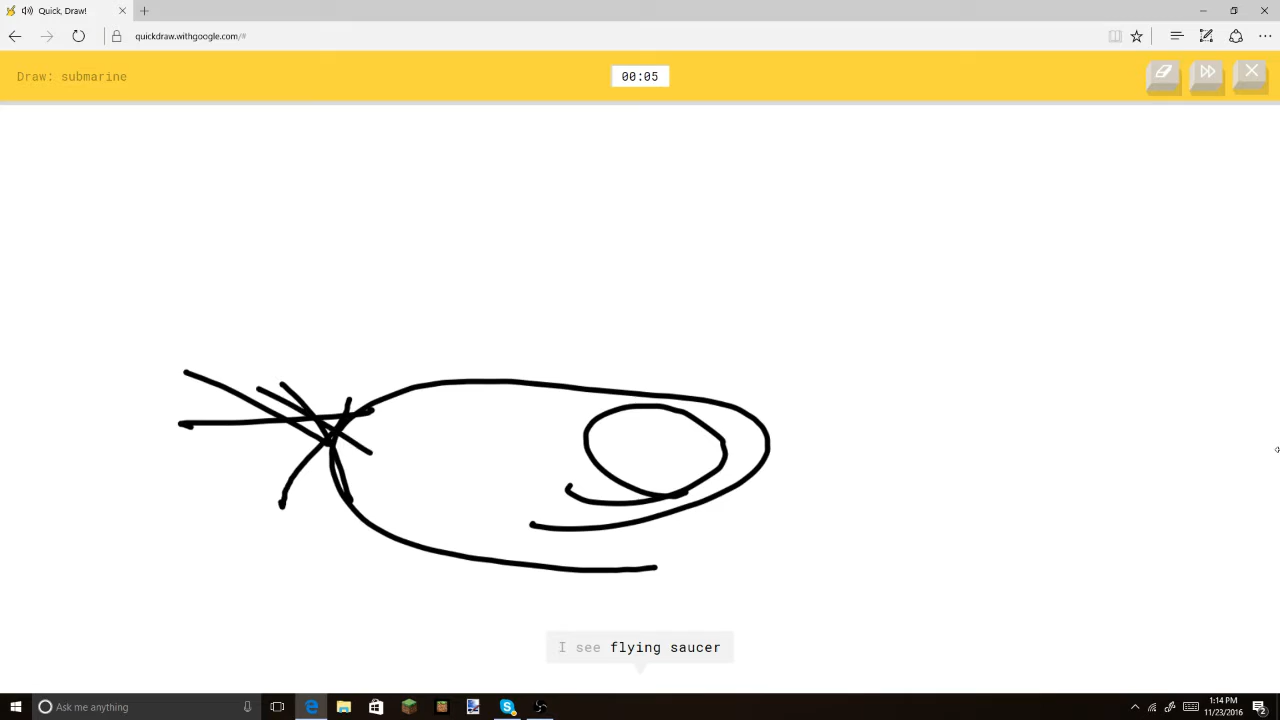 Quick, Draw!
quickdraw.withgoogle.com/#
Draw: submarine
00:05
I see flying saucer
Ask me anything
1:14 PM
11/23/2016
2